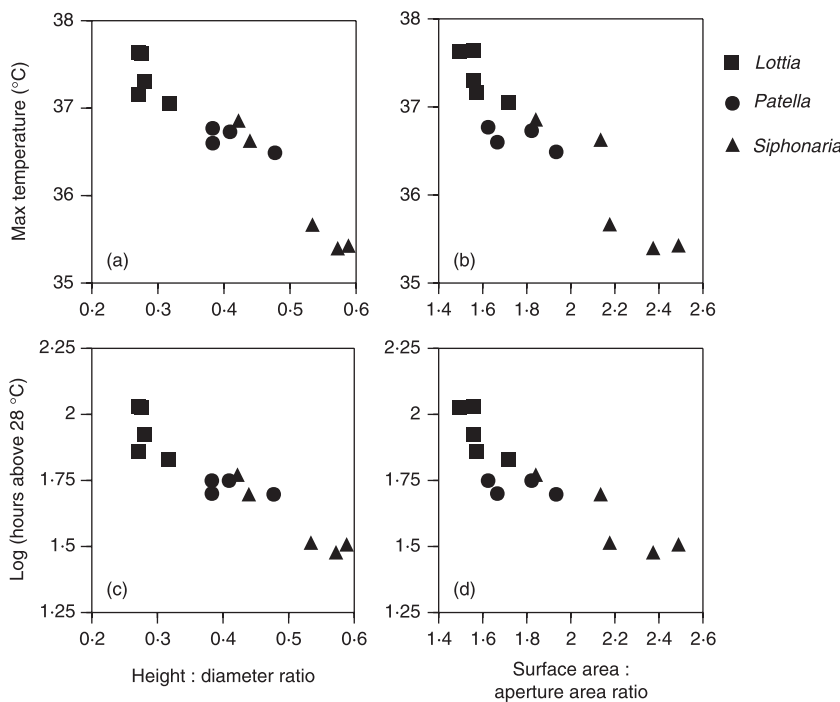 38
37
36
35
Max temperature (°C)
(a)
0·2 0·3 0·4 0·5 0·6
38
37
36
35
(b)
1·4 1·6 1·8 2 2·2 2·4 2·6
Lottia
Patella
Siphonaria
2·25
2
1·75
1·5
1·25
Log (hours above 28 °C)
(c)
0·2 0·3 0·4 0·5 0·6
Height : diameter ratio
2·25
2
1·75
1·5
1·25
(d)
1·4 1·6 1·8 2 2·2 2·4 2·6
Surface area :
aperture area ratio